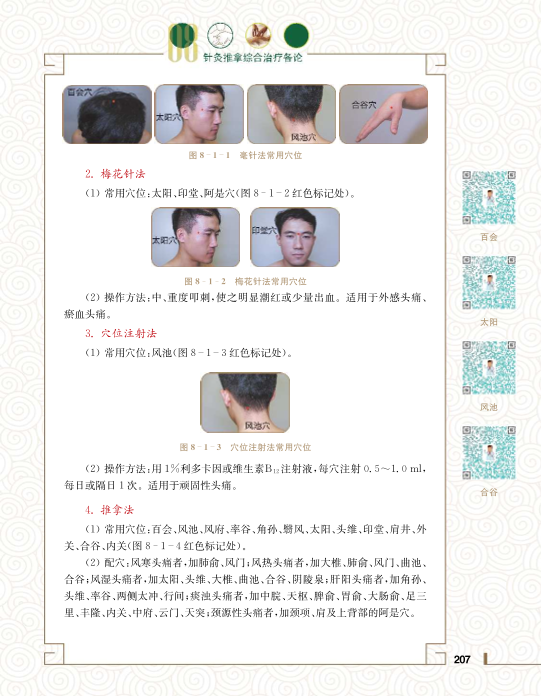 08
针灸推拿综合治疗各论
百会穴
太阳穴
风池穴
合谷穴
图 8-1-1 毫针法常用穴位
2. 梅花针法
(1) 常用穴位:太阳、印堂、阿是穴(图 8-1-2 红色标记处)。
太阳穴
印堂穴
图 8-1-2 梅花针法常用穴位
(2) 操作方法:中、重度叩刺,使之明显潮红或少量出血。适用于外感头痛、
瘀血头痛。
3. 穴位注射法
(1) 常用穴位:风池(图 8-1-3 红色标记处)。
风池穴
图 8-1-3 穴位注射法常用穴位
(2) 操作方法:用 1%利多卡因或维生素B₁₂注射液,每穴注射 0.5～1.0 ml,
每日或隔日 1 次。适用于顽固性头痛。
4. 推拿法
(1) 常用穴位:百会、风池、风府、率谷、角孙、翳风、太阳、头维、印堂、肩井、外
关、合谷、内关(图 8-1-4 红色标记处)。
(2) 配穴:风寒头痛者,加肺俞、风门;风热头痛者,加大椎、肺俞、风门、曲池、
合谷;风湿头痛者,加太阳、头维、大椎、曲池、合谷、阴陵泉;肝阳头痛者,加角孙、
头维、率谷、两侧太冲、行间;痰浊头痛者,加中脘、天枢、脾俞、胃俞、大肠俞、足三
里、丰隆、内关、中府、云门、天突;颈源性头痛者,加颈项、肩及上背部的阿是穴。
百会
太阳
风池
合谷
207